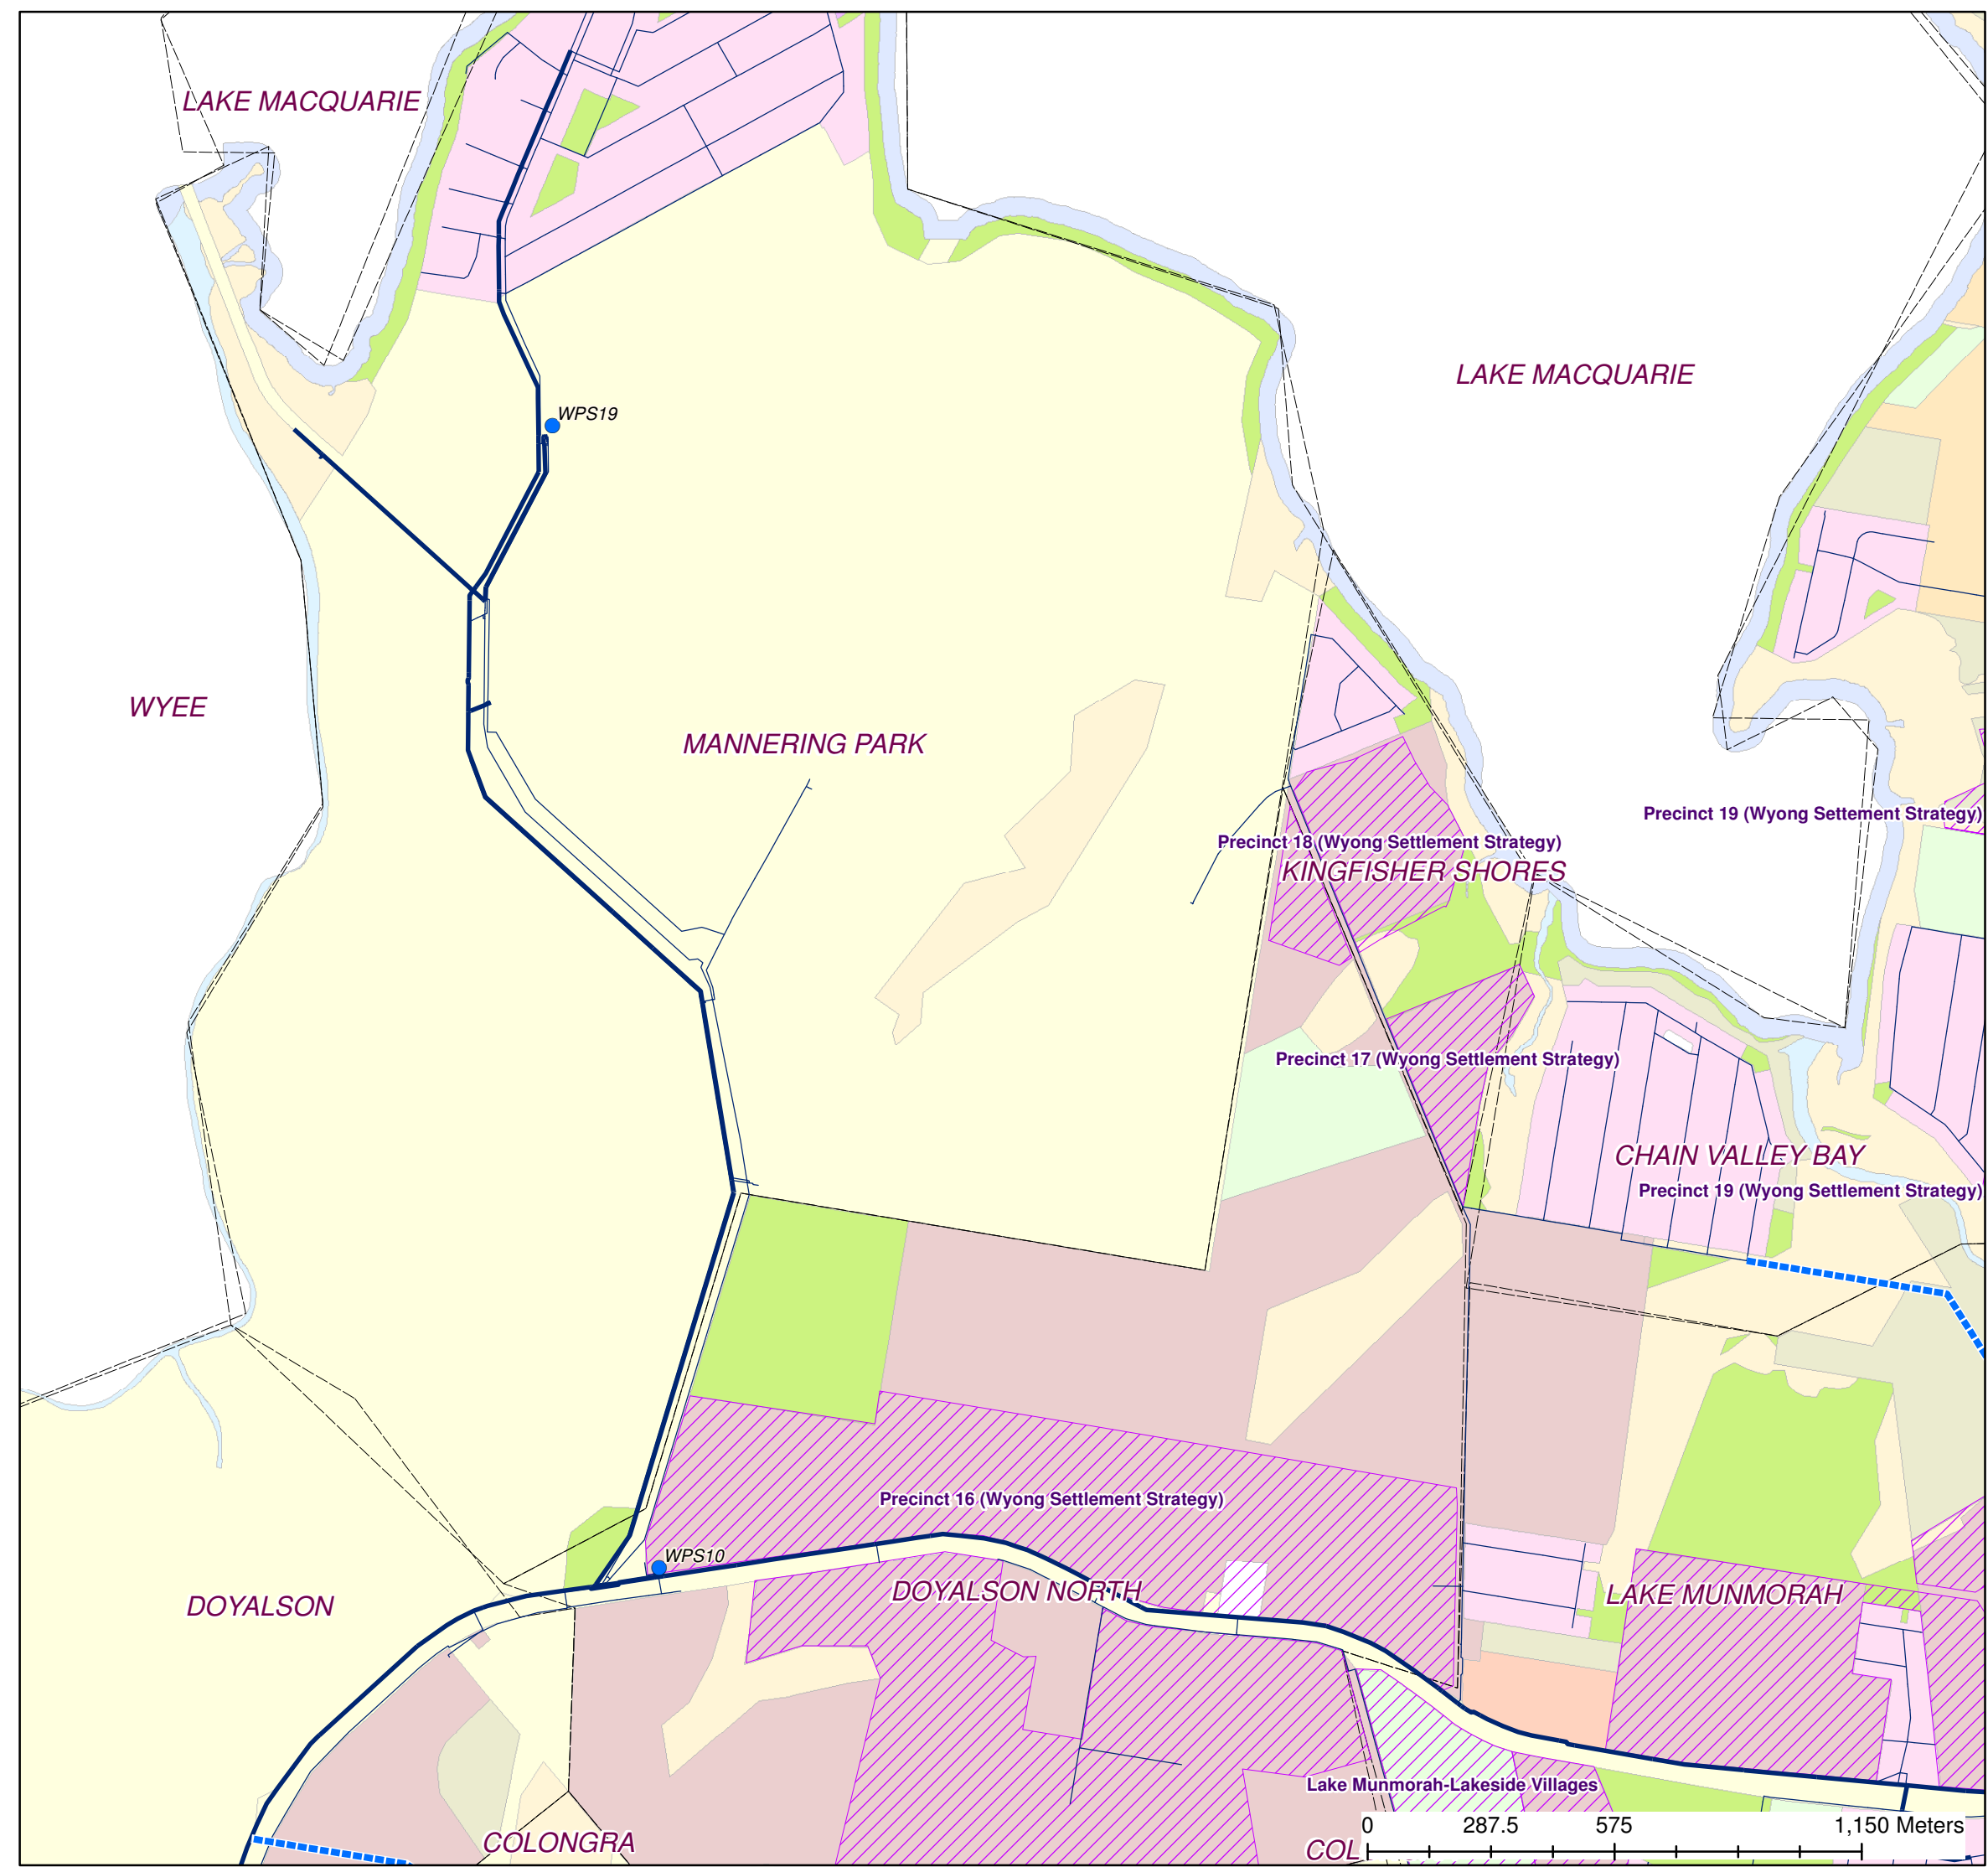 LAKE MACQUARIE
LAKE MACQUARIE
WPS19
WYEE
MANNERING PARK
Precinct 19 (Wyong Settlement Strategy)
Precinct 18 (Wyong Settlement Strategy)
KINGFISHER SHORES
Precinct 17 (Wyong Settlement Strategy)
CHAIN VALLEY BAY
Precinct 19 (Wyong Settlement Strategy)
Precinct 16 (Wyong Settlement Strategy)
WPS10
DOYALSON NORTH
LAKE MUNMORAH
DOYALSON
Lake Munmorah-Lakeside Villages
0 287.5 575 1,150 Meters
COLONGRA
COL